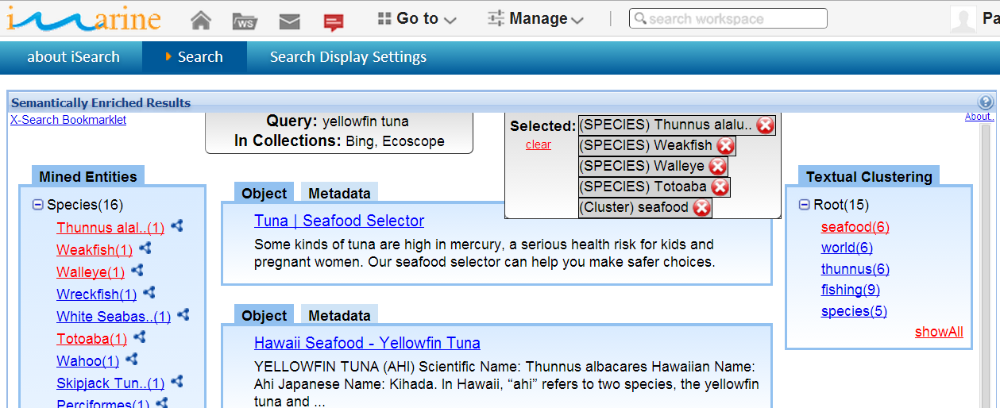 iMarine
WS
Go to
Manage
search workspace
Pa
about iSearch
Search
Search Display Settings
Semantically Enriched Results
?
X-Search Bookmarklet
About..
Query: yellowfin tuna
In Collections: Bing, Ecoscope
Selected:
clear
(SPECIES) Thunnus alalu..
(SPECIES) Weakfish
(SPECIES) Walleye
(SPECIES) Totoaba
(Cluster) seafood
Mined Entities
Species(16)
Thunnus alal..(1)
Weakfish(1)
Walleye(1)
Wreckfish(1)
White Seabas..(1)
Totoaba(1)
Wahoo(1)
Skipjack Tun..(1)
Perciformes(1)
Object
Metadata
Tuna | Seafood Selector
Some kinds of tuna are high in mercury, a serious health risk for kids and
pregnant women. Our seafood selector can help you make safer choices.
Object
Metadata
Hawaii Seafood - Yellowfin Tuna
YELLOWFIN TUNA (AHI) Scientific Name: Thunnus albacares Hawaiian Name:
Ahi Japanese Name: Kihada. In Hawaii, “ahi” refers to two species, the yellowfin
tuna and ...
Textual Clustering
Root(15)
seafood(6)
world(6)
thunnus(6)
fishing(9)
species(5)
showAll